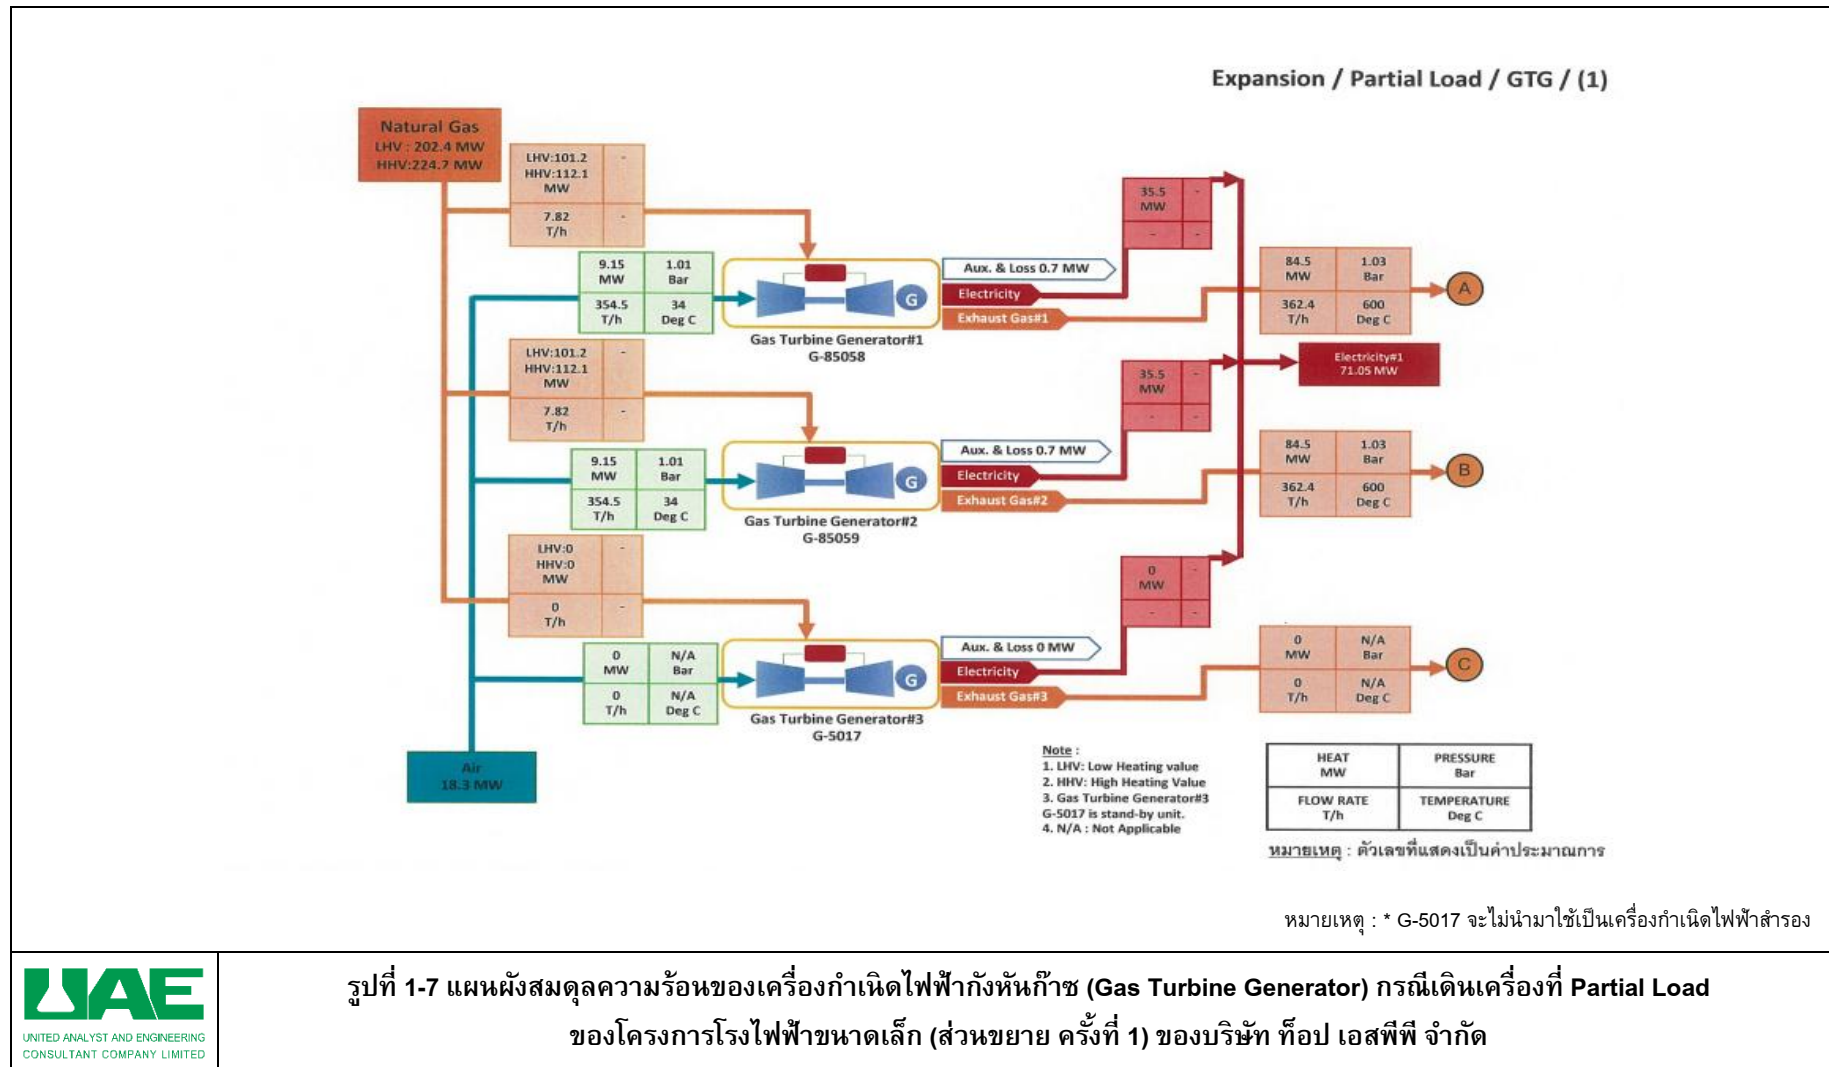 Expansion / Partial Load / GTG / (1)
Natural Gas
LHV : 202.4 MW
HHV:224.7 MW
LHV:101.2
HHV:112.1
MW
-
7.82
T/h
-
9.15
MW
1.01
Bar
354.5
T/h
34
Deg C
G
Gas Turbine Generator#1
G-85058
Aux. & Loss 0.7 MW
Electricity
Exhaust Gas#1
35.5
MW
-
-
-
84.5
MW
1.03
Bar
362.4
T/h
600
Deg C
A
Electricity#1
71.05 MW
LHV:101.2
HHV:112.1
MW
-
7.82
T/h
-
9.15
MW
1.01
Bar
354.5
T/h
34
Deg C
G
Gas Turbine Generator#2
G-85059
Aux. & Loss 0.7 MW
Electricity
Exhaust Gas#2
35.5
MW
-
-
-
84.5
MW
1.03
Bar
362.4
T/h
600
Deg C
B
LHV:0
HHV:0
MW
-
0
T/h
-
0
MW
N/A
Bar
0
T/h
N/A
Deg C
G
Gas Turbine Generator#3
G-5017
Aux. & Loss 0 MW
Electricity
Exhaust Gas#3
0
MW
-
-
-
0
MW
N/A
Bar
0
T/h
N/A
Deg C
C
Air
18.3 MW
Note :
1. LHV: Low Heating value
2. HHV: High Heating Value
3. Gas Turbine Generator#3
G-5017 is stand-by unit.
4. N/A : Not Applicable
HEAT
MW
PRESSURE
Bar
FLOW RATE
T/h
TEMPERATURE
Deg C
หมายเหตุ : ตัวเลขที่แสดงเป็นค่าประมาณการ
หมายเหตุ : * G-5017 จะไม่นำมาใช้เป็นเครื่องกำเนิดไฟฟ้าสำรอง
UAE
UNITED ANALYST AND ENGINEERING
CONSULTANT COMPANY LIMITED
รูปที่ 1-7 แผนผังสมดุลความร้อนของเครื่องกำเนิดไฟฟ้ากังหันก๊าซ (Gas Turbine Generator) กรณีเดินเครื่องที่ Partial Load
ของโครงการโรงไฟฟ้าขนาดเล็ก (ส่วนขยาย ครั้งที่ 1) ของบริษัท ท็อป เอสพีพี จำกัด